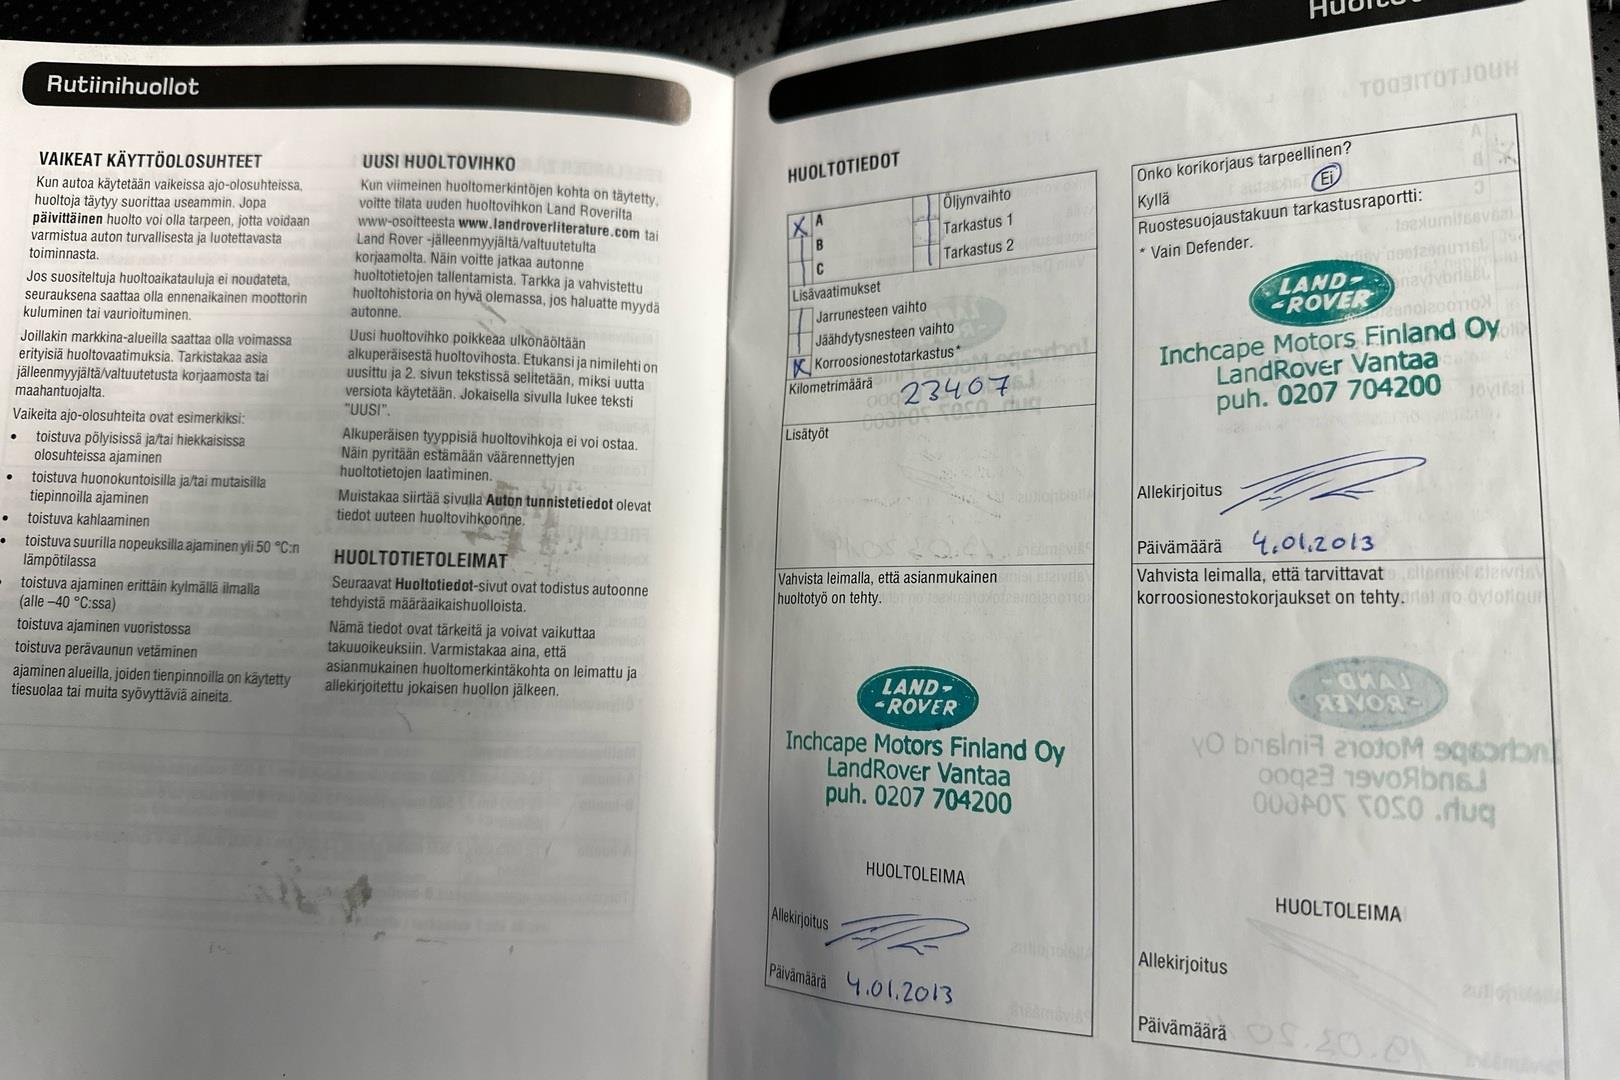 Rutiinihuollot
VAIKEAT KÄYTTÖOLOSUHTEET
Kun autoa käytetään vaikeissa ajo-olosuhteissa,
huoltoja täytyy suorittaa useammin. Jopa
päivittäinen huolto voi olla tarpeen, jotta voidaan
varmistua auton turvallisesta ja luotettavasta
toiminnasta.
Jos suositeltuja huoltoaikatauluja ei noudateta,
seurauksena saattaa olla ennenaikainen moottorin
kuluminen tai vaurioituminen.
Joillakin markkina-alueilla saattaa olla voimassa
erityisiä huoltovaatimuksia. Tarkistakaa asia
jälleenmyyjältä/valtuutetusta korjaamosta tai
maahantuojalta.
Vaikeita ajo-olosuhteita ovat esimerkiksi:
• toistuva pölyisissä ja/tai hiekkaisissa
olosuhteissa ajaminen
• toistuva huonokuntoisilla ja/tai mutaisilla
tiepinnoilla ajaminen
• toistuva kahlaaminen
• toistuva suurilla nopeuksilla ajaminen yli 50 °C:n
lämpötilassa
toistuva ajaminen erittäin kylmällä ilmalla
(alle –40 °C:ssa)
toistuva ajaminen vuoristossa
toistuva perävaunun vetäminen
ajaminen alueilla, joiden tienpinnoilla on käytetty
tiesuolaa tai muita syövyttäviä aineita.
UUSI HUOLTOVIHKO
Kun viimeinen huoltomerkintöjen kohta on täytetty,
voitte tilata uuden huoltovihkon Land Roverilta
www-osoitteesta www.landroverliterature.com tai
Land Rover -jälleenmyyjältä/valtuutetulta
korjaamolta. Näin voitte jatkaa autonne
huoltotietojen tallentamista. Tarkka ja vahvistettu
huoltohistoria on hyvä olemassa, jos haluatte myydä
autonne.
Uusi huoltovihko poikkeaa ulkonäöltään
alkuperäisestä huoltovihosta. Etukansi ja nimilehti on
uusittu ja 2. sivun tekstissä selitetään, miksi uutta
versiota käytetään. Jokaisella sivulla lukee teksti
"UUSI".
Alkuperäisen tyyppisiä huoltovihkoja ei voi ostaa.
Näin pyritään estämään väärennettyjen
huoltotietojen laatiminen.
Muistakaa siirtää sivulla Auton tunnistetiedot olevat
tiedot uuteen huoltovihkoonne.
HUOLTOTIETOLEIMAT
Seuraavat Huoltotiedot-sivut ovat todistus autoonne
tehdyistä määräaikaishuolloista.
Nämä tiedot ovat tärkeitä ja voivat vaikuttaa
takuuoikeuksiin. Varmistakaa aina, että
asianmukainen huoltomerkintäkohta on leimattu ja
allekirjoitettu jokaisen huollon jälkeen.
HUOLTOTIEDOT
X A Öljynvaihto
B Tarkastus 1
C Tarkastus 2
Lisävaatimukset
Jarrunesteen vaihto
Jäähdytysnesteen vaihto
X Korroosionestotarkastus*
Kilometrimäärä 23407
Lisätyöt
Vahvista leimalla, että asianmukainen
huoltotyö on tehty.
LAND-
-ROVER
Inchcape Motors Finland Oy
LandRover Vantaa
puh. 0207 704200
HUOLTOLEIMA
Allekirjoitus
Päivämäärä 4.01.2013
Onko korikorjaus tarpeellinen?
Kyllä Ei
Ruostesuojaustakuun tarkastusraportti:
* Vain Defender.
LAND-
-ROVER
Inchcape Motors Finland Oy
LandRover Vantaa
puh. 0207 704200
Allekirjoitus
Päivämäärä 4.01.2013
Vahvista leimalla, että tarvittavat
korroosionestokorjaukset on tehty.
HUOLTOLEIMA
Allekirjoitus
Päivämäärä